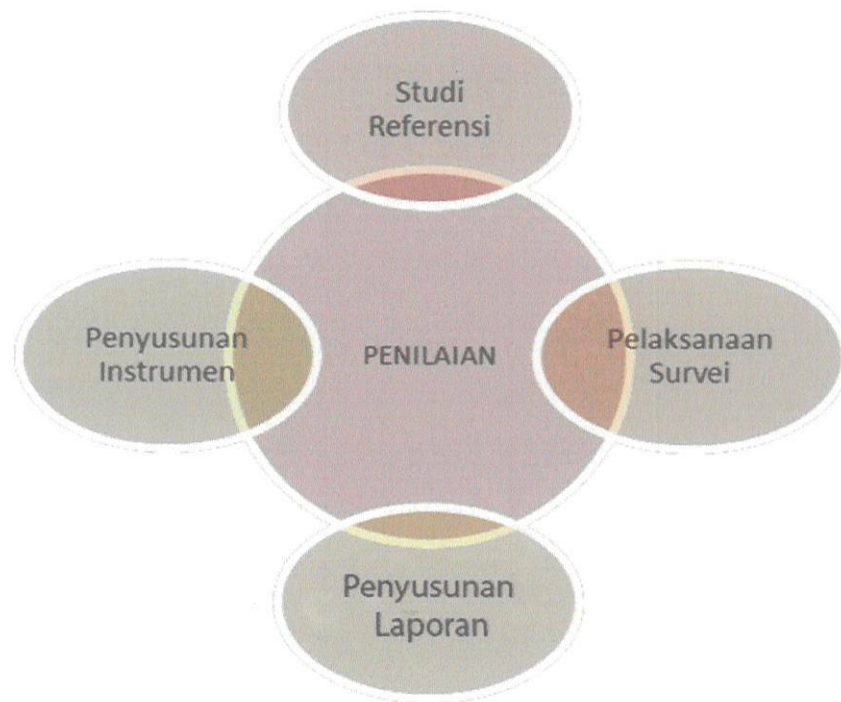 Studi
Referensi
Penyusunan
Instrumen
PENILAIAN
Pelaksanaan
Survei
Penyusunan
Laporan